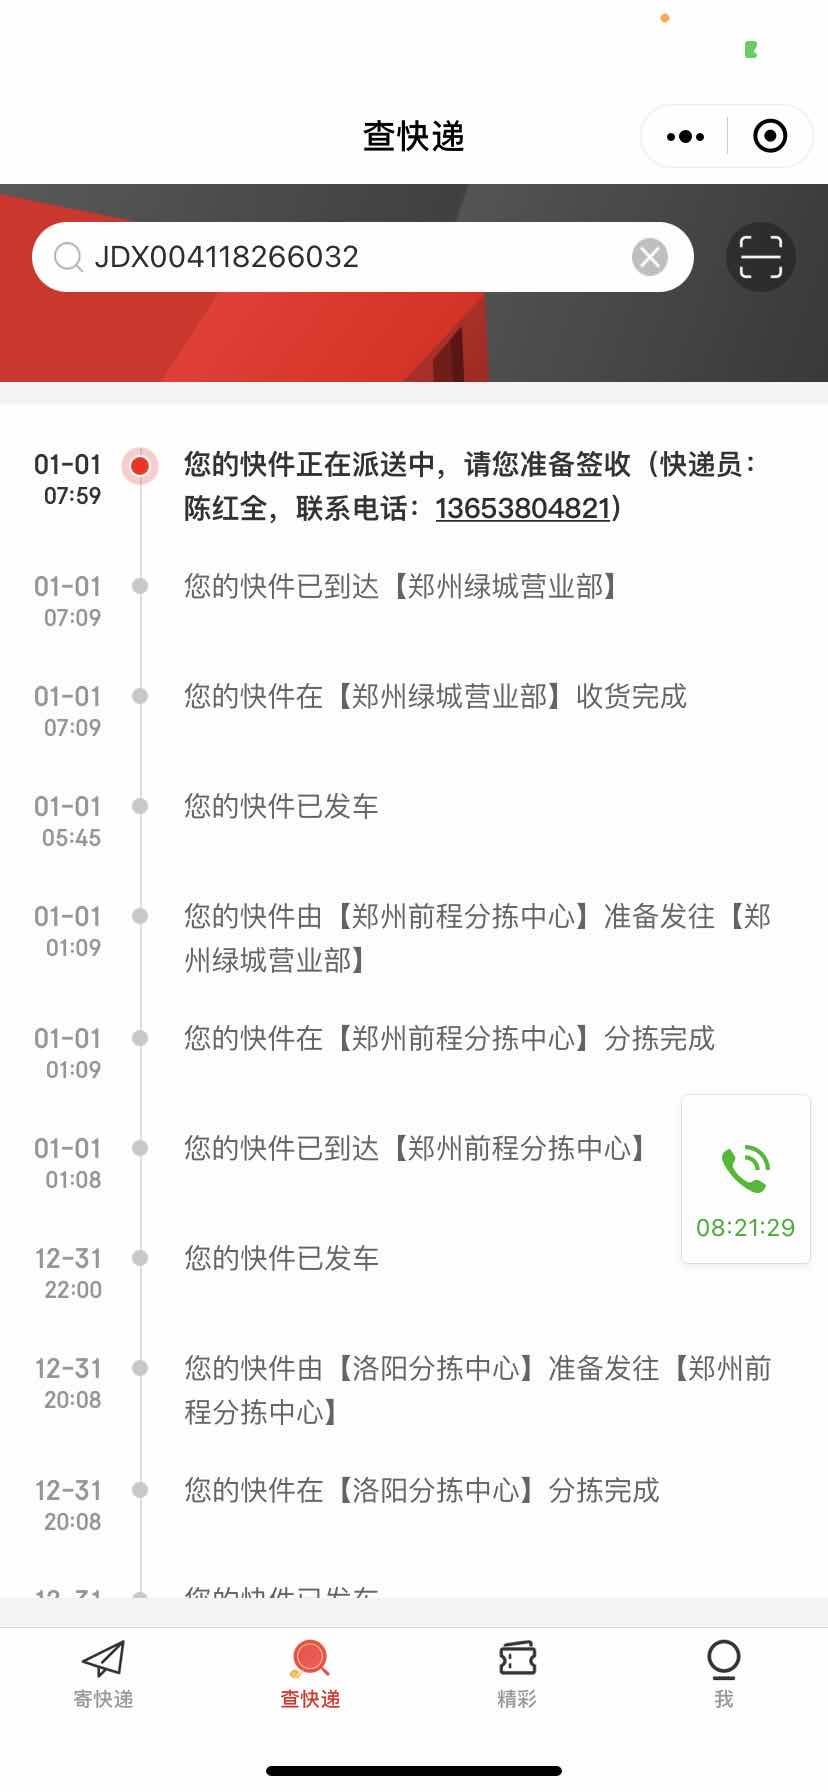 查快递
JDX004118266032
01-01
07:59
您的快件正在派送中，请您准备签收（快递员：
陈红全，联系电话：13653804821）
01-01
07:09
您的快件已到达【郑州绿城营业部】
01-01
07:09
您的快件在【郑州绿城营业部】收货完成
01-01
05:45
您的快件已发车
01-01
01:09
您的快件由【郑州前程分拣中心】准备发往【郑
州绿城营业部】
01-01
01:09
您的快件在【郑州前程分拣中心】分拣完成
01-01
01:08
您的快件已到达【郑州前程分拣中心】
08:21:29
12-31
22:00
您的快件已发车
12-31
20:08
您的快件由【洛阳分拣中心】准备发往【郑州前
程分拣中心】
12-31
20:08
您的快件在【洛阳分拣中心】分拣完成
12-31
您的快件已发车
寄快递
查快递
精彩
我